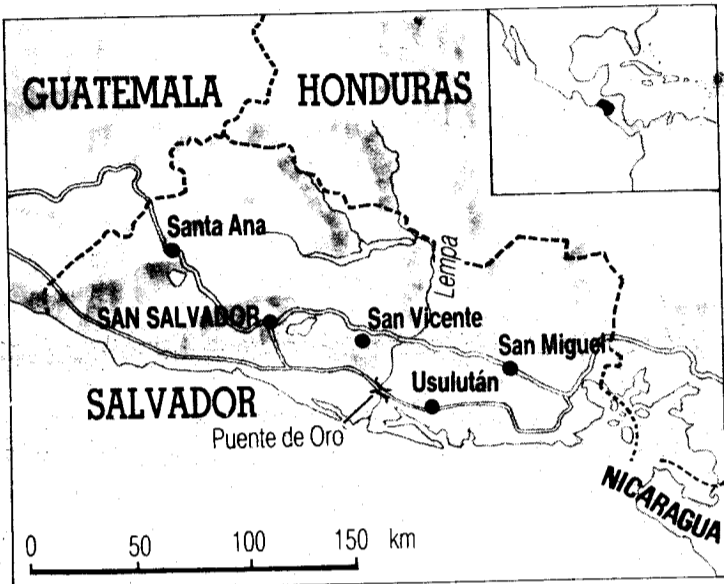 GUATEMALA
HONDURAS
Santa Ana
Lempa
SAN SALVADOR
San Vicente
San Miguel
Usulután
SALVADOR
Puente de Oro
NICARAGUA
0 50 100 150 km